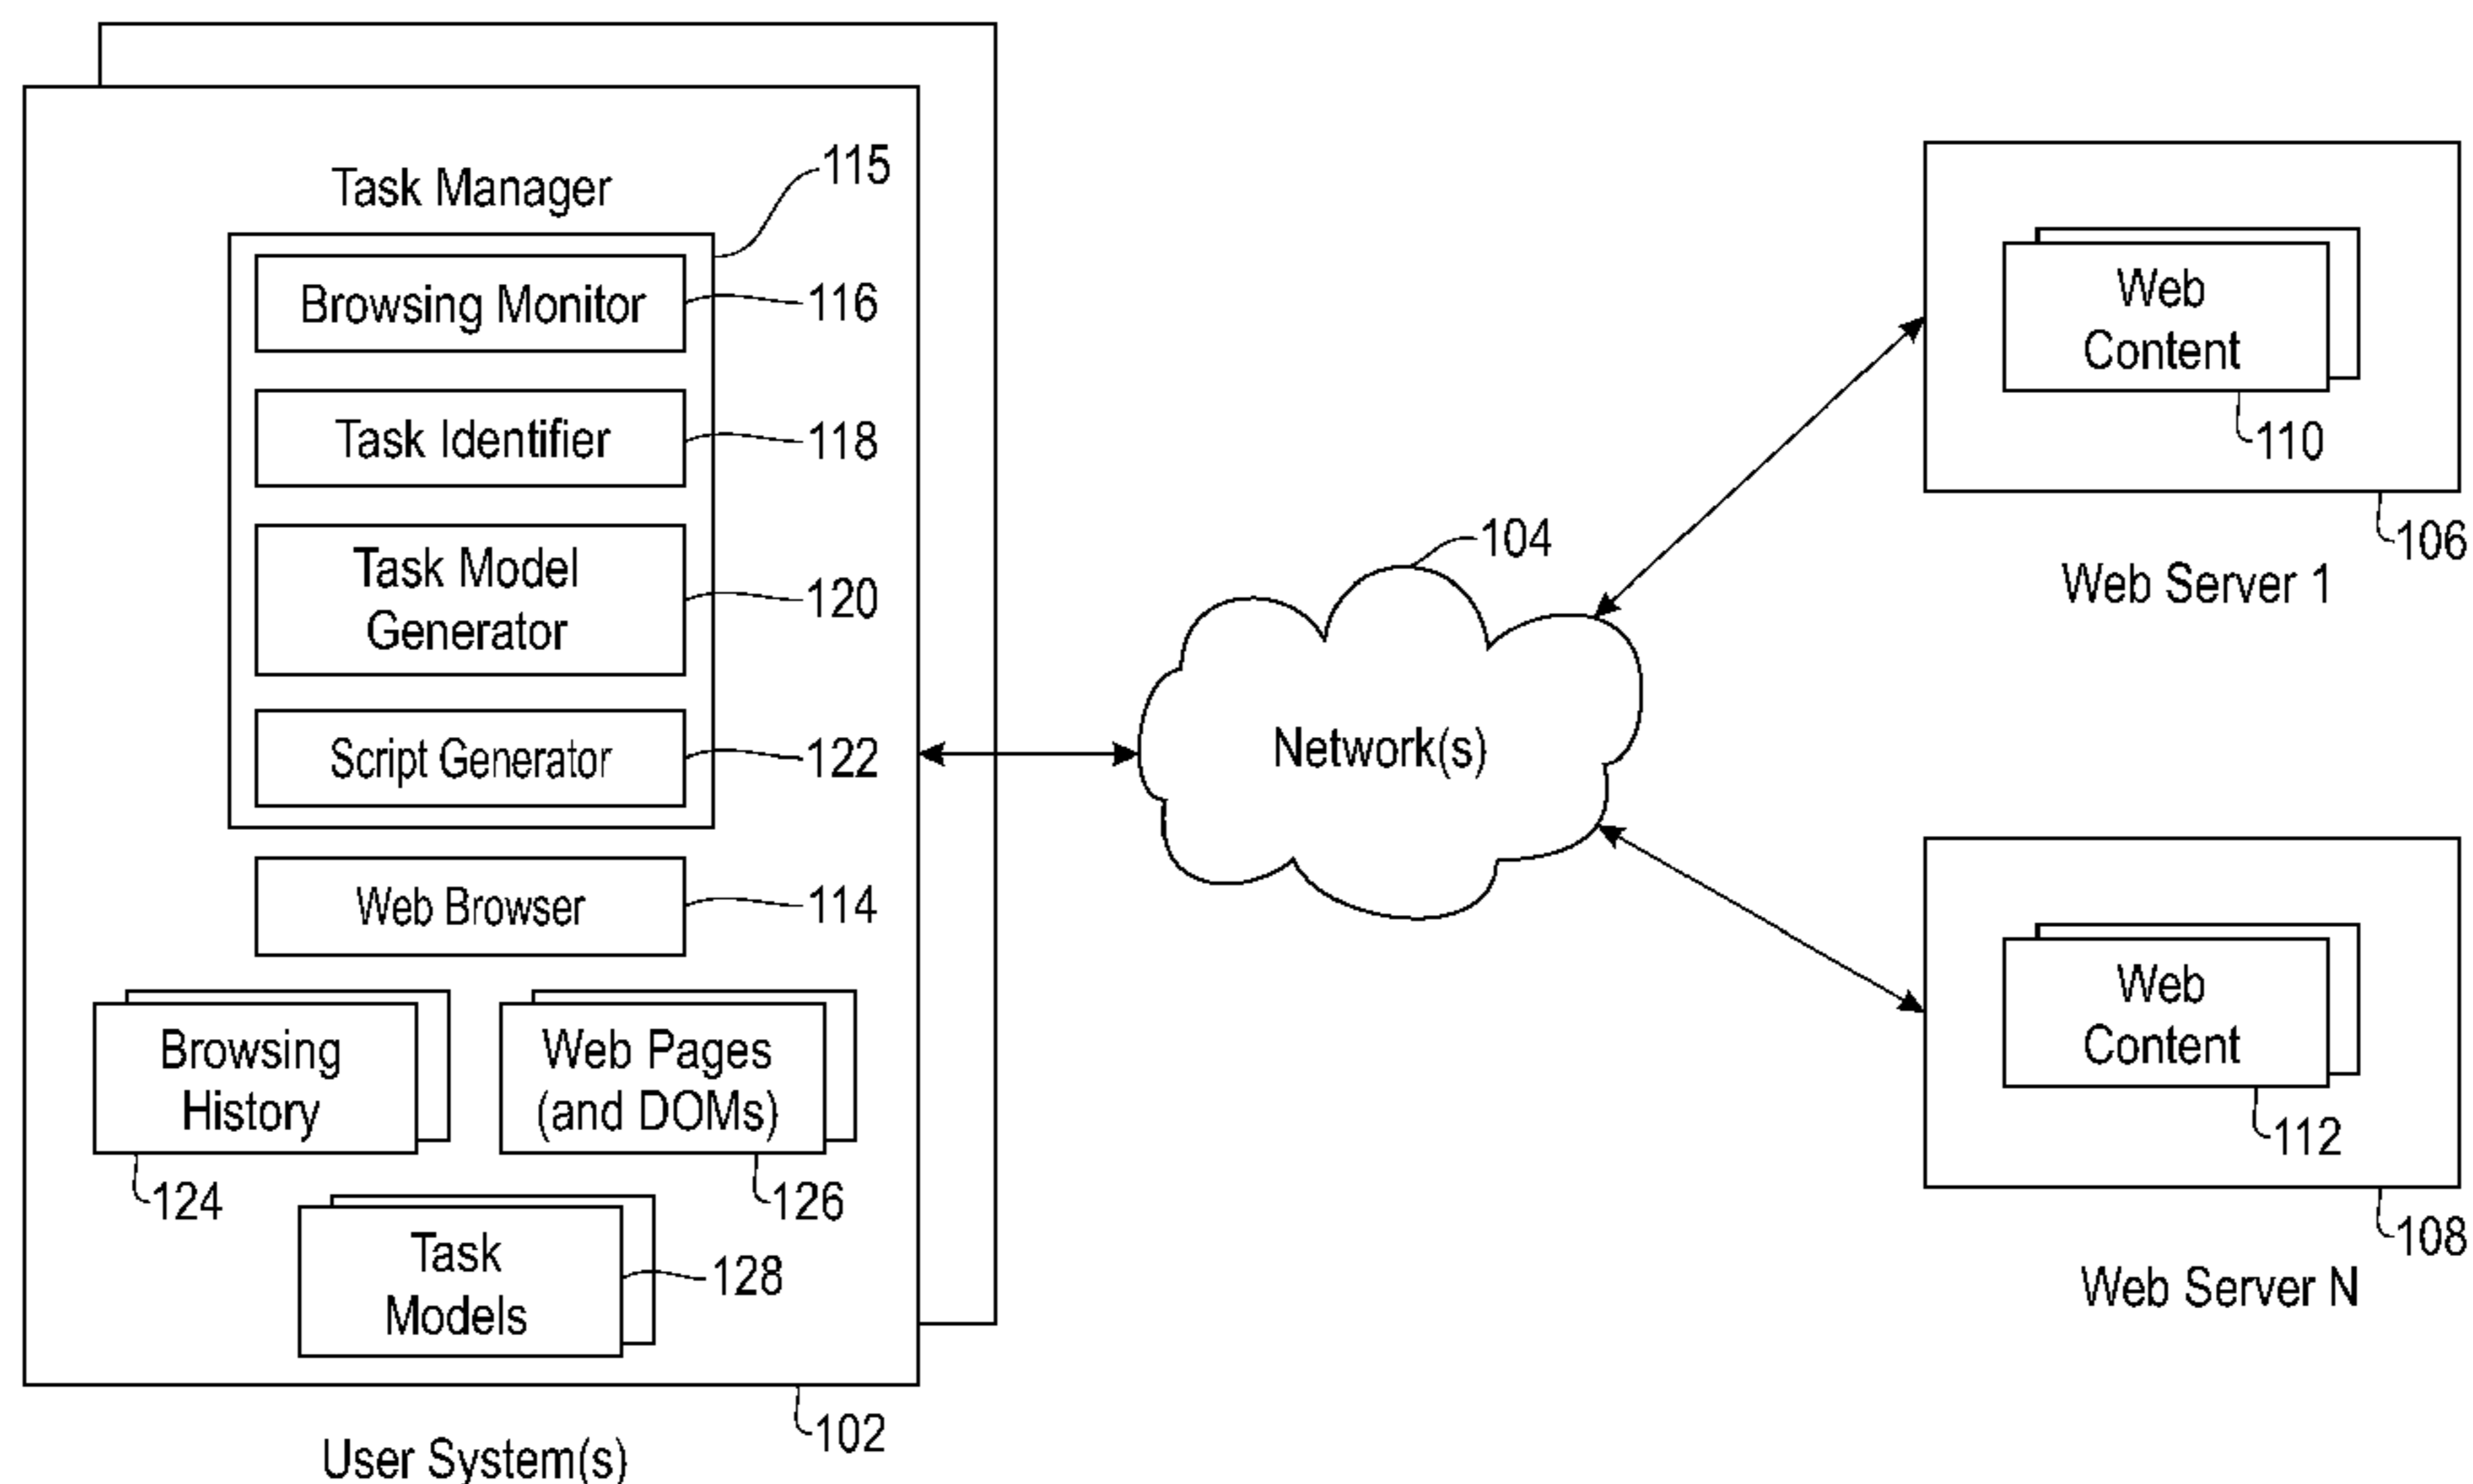 Task Manager
115
Browsing Monitor
116
Task Identifier
118
Task Model
Generator
120
Script Generator
122
Web Browser
114
Browsing
History
124
Web Pages
(and DOMs)
126
Task
Models
128
102
User System(s)
104
Network(s)
Web
Content
110
106
Web Server 1
Web
Content
112
108
Web Server N